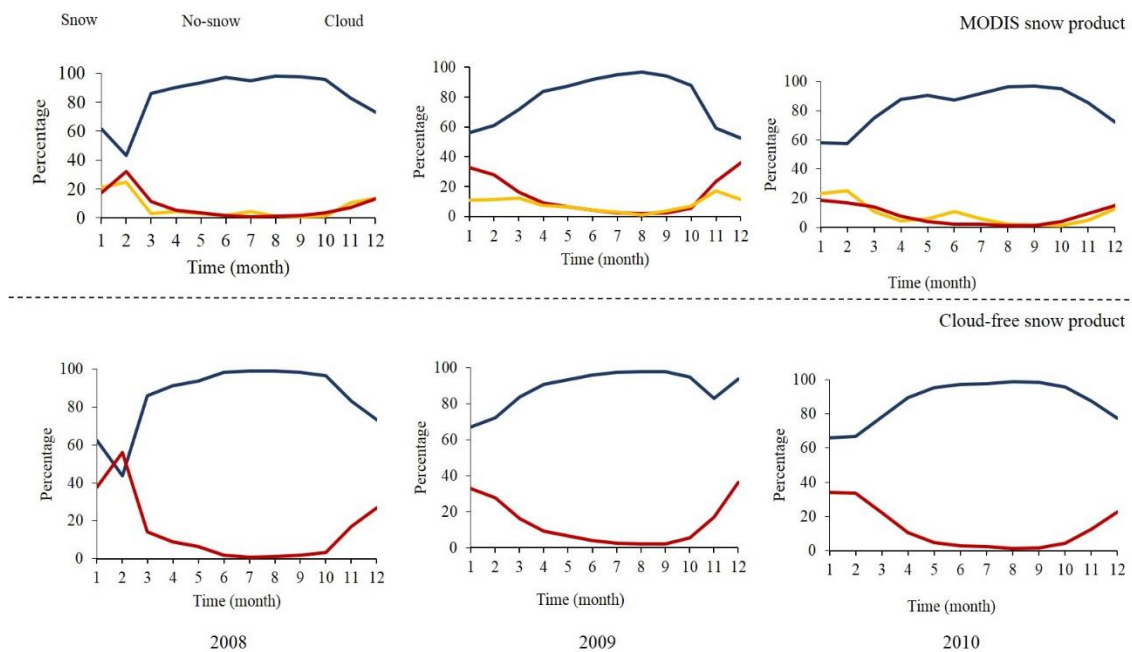 Snow No-snow Cloud
MODIS snow product
Percentage
100
80
60
40
20
0
1 2 3 4 5 6 7 8 9 10 11 12
Time (month)
Percentage
100
80
60
40
20
0
1 2 3 4 5 6 7 8 9 10 11 12
Time (month)
Percentage
100
80
60
40
20
0
1 2 3 4 5 6 7 8 9 10 11 12
Time (month)
Cloud-free snow product
Percentage
100
80
60
40
20
0
1 2 3 4 5 6 7 8 9 10 11 12
Time (month)
Percentage
100
80
60
40
20
0
1 2 3 4 5 6 7 8 9 10 11 12
Time (month)
Percentage
100
80
60
40
20
0
1 2 3 4 5 6 7 8 9 10 11 12
Time (month)
2008 2009 2010